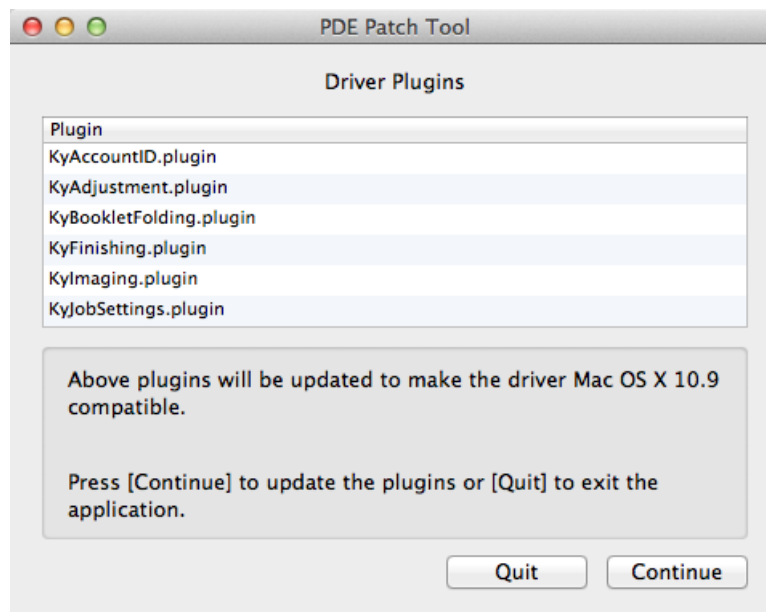 PDE Patch Tool
Driver Plugins
Plugin
KyAccountID.plugin
KyAdjustment.plugin
KyBookletFolding.plugin
KyFinishing.plugin
KyImaging.plugin
KyJobSettings.plugin
Above plugins will be updated to make the driver Mac OS X 10.9
compatible.
Press [Continue] to update the plugins or [Quit] to exit the
application.
Quit Continue